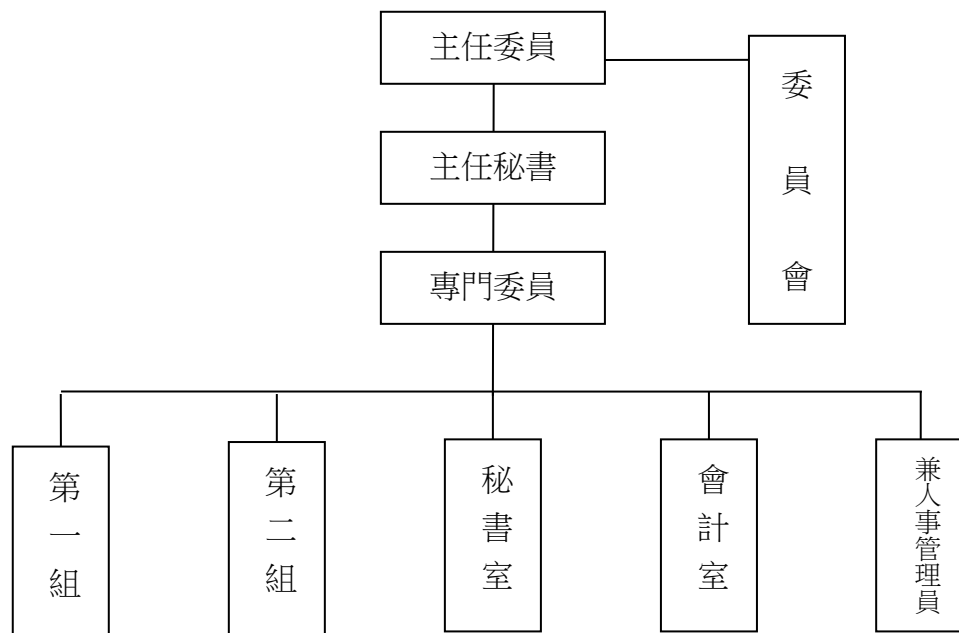 主任委員
委員會
主任秘書
專門委員
第一組
第二組
秘書室
會計室
兼人事管理員